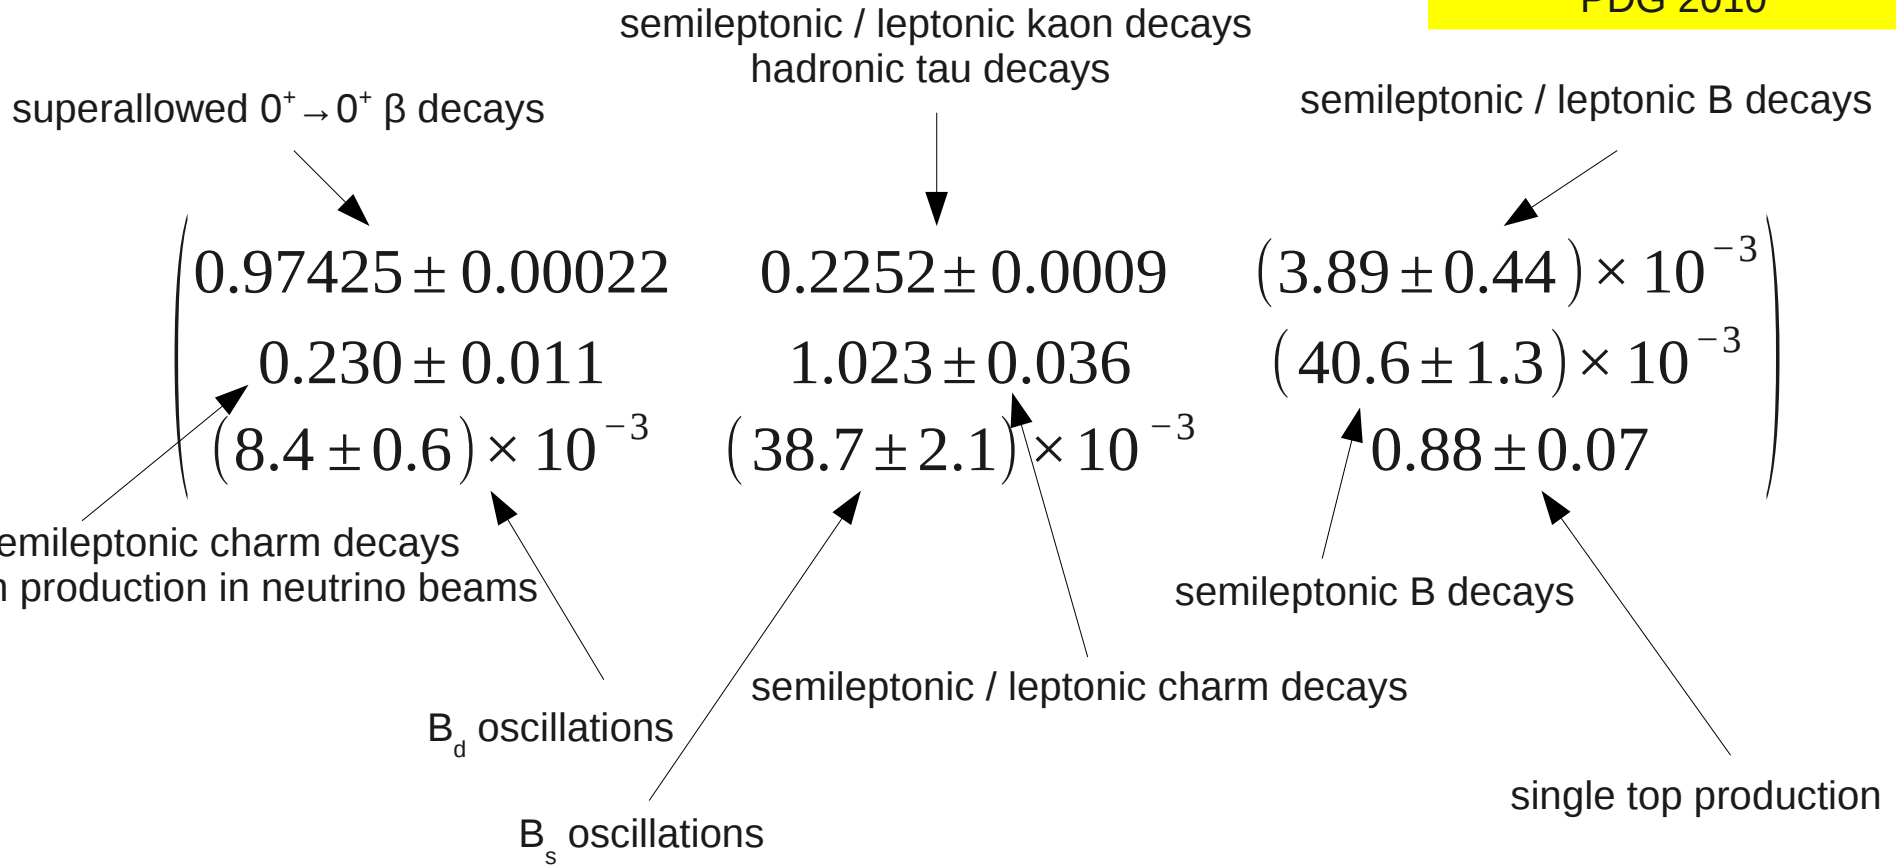 semileptonic / leptonic kaon decays
hadronic tau decays
PDG 2010
superallowed 0⁺→0⁺ β decays
semileptonic / leptonic B decays
0.97425 ± 0.00022 0.2252 ± 0.0009 (3.89 ± 0.44) × 10⁻³
0.230 ± 0.011 1.023 ± 0.036 (40.6 ± 1.3) × 10⁻³
(8.4 ± 0.6) × 10⁻³ (38.7 ± 2.1) × 10⁻³ 0.88 ± 0.07
emileptonic charm decays
production in neutrino beams
semileptonic B decays
semileptonic / leptonic charm decays
B_d oscillations
single top production
B_s oscillations